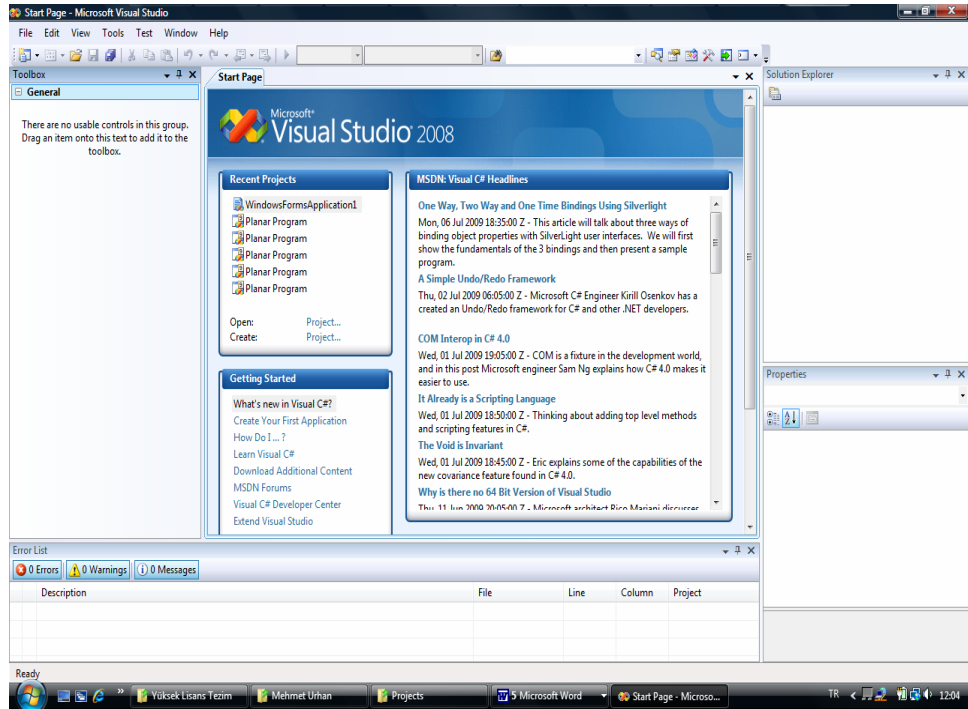 Start Page - Microsoft Visual Studio
File Edit View Tools Test Window Help
Toolbox
General
There are no usable controls in this group.
Drag an item onto this text to add it to the
toolbox.
Start Page
Microsoft®
Visual Studio 2008
Recent Projects
WindowsFormsApplication1
Planar Program
Planar Program
Planar Program
Planar Program
Planar Program
Open: Project...
Create: Project...
Getting Started
What's new in Visual C#?
Create Your First Application
How Do I ... ?
Learn Visual C#
Download Additional Content
MSDN Forums
Visual C# Developer Center
Extend Visual Studio
MSDN: Visual C# Headlines
One Way, Two Way and One Time Bindings Using Silverlight
Mon, 06 Jul 2009 18:35:00 Z - This article will talk about three ways of
binding object properties with SilverLight user interfaces. We will first
show the fundamentals of the 3 bindings and then present a sample
program.
A Simple Undo/Redo Framework
Thu, 02 Jul 2009 06:05:00 Z - Microsoft C# Engineer Kirill Osenkov has a
created an Undo/Redo framework for C# and other .NET developers.
COM Interop in C# 4.0
Wed, 01 Jul 2009 19:05:00 Z - COM is a fixture in the development world,
and in this post Microsoft engineer Sam Ng explains how C# 4.0 makes it
easier to use.
It Already is a Scripting Language
Wed, 01 Jul 2009 18:50:00 Z - Thinking about adding top level methods
and scripting features in C#.
The Void is Invariant
Wed, 01 Jul 2009 18:45:00 Z - Eric explains some of the capabilities of the
new covariance feature found in C# 4.0.
Why is there no 64 Bit Version of Visual Studio
Thu, 11 Jun 2009 20:05:00 Z - Microsoft architect Rico Mariani discusses
Solution Explorer
Properties
Error List
0 Errors 0 Warnings 0 Messages
Description File Line Column Project
Ready
Yüksek Lisans Tezim Mehmet Urhan Projects 5 Microsoft Word Start Page - Microso... TR 12:04